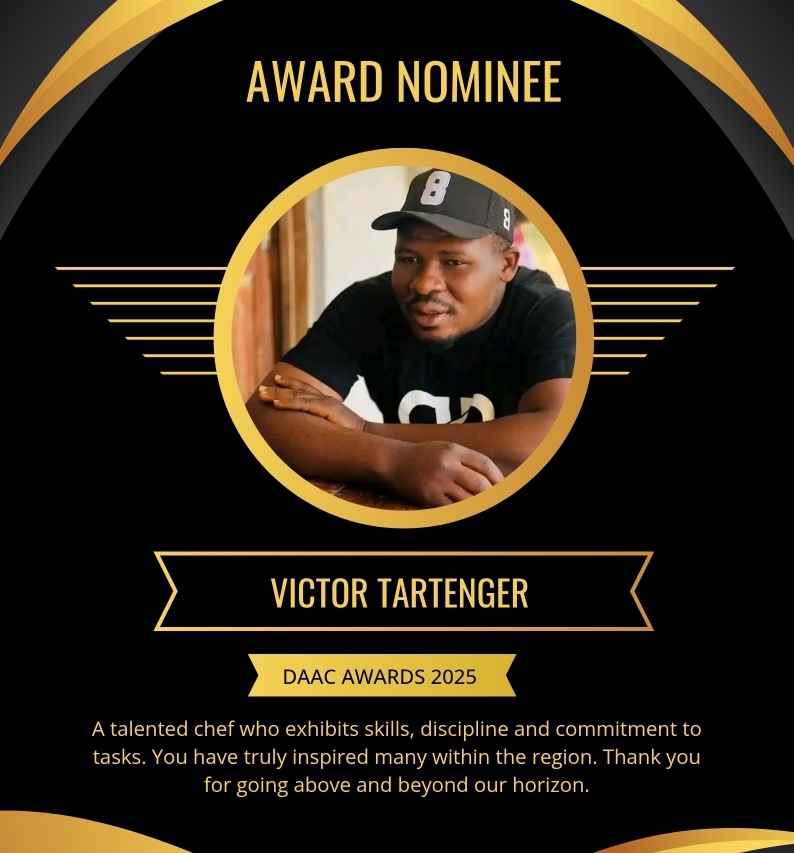 AWARD NOMINEE
8
8
VICTOR TARTENGER
DAAC AWARDS 2025
A talented chef who exhibits skills, discipline and commitment to
tasks. You have truly inspired many within the region. Thank you
for going above and beyond our horizon.